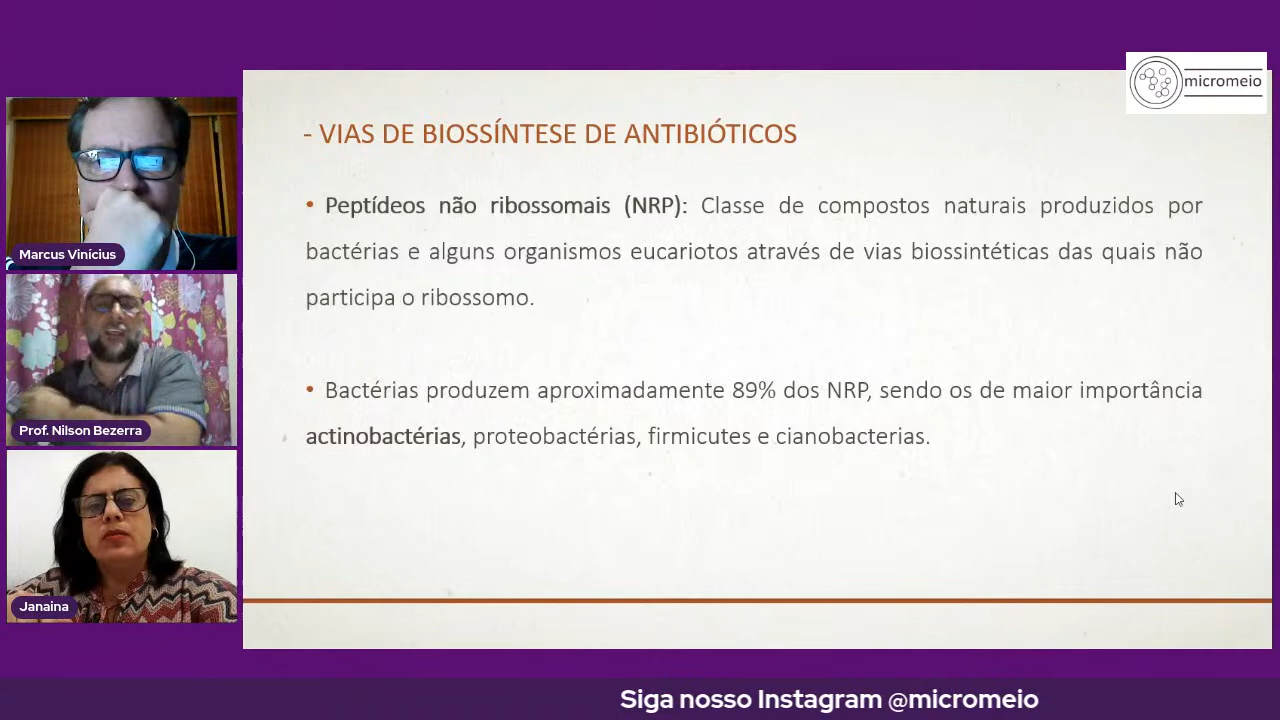 micromeio
- VIAS DE BIOSSÍNTESE DE ANTIBIÓTICOS
• Peptídeos não ribossomais (NRP): Classe de compostos naturais produzidos por
bactérias e alguns organismos eucariotos através de vias biossintéticas das quais não
participa o ribossomo.
• Bactérias produzem aproximadamente 89% dos NRP, sendo os de maior importância
actinobactérias, proteobactérias, firmicutes e cianobacterias.
Marcus Vinícius
Prof. Nilson Bezerra
Janaina
Siga nosso Instagram @micromeio